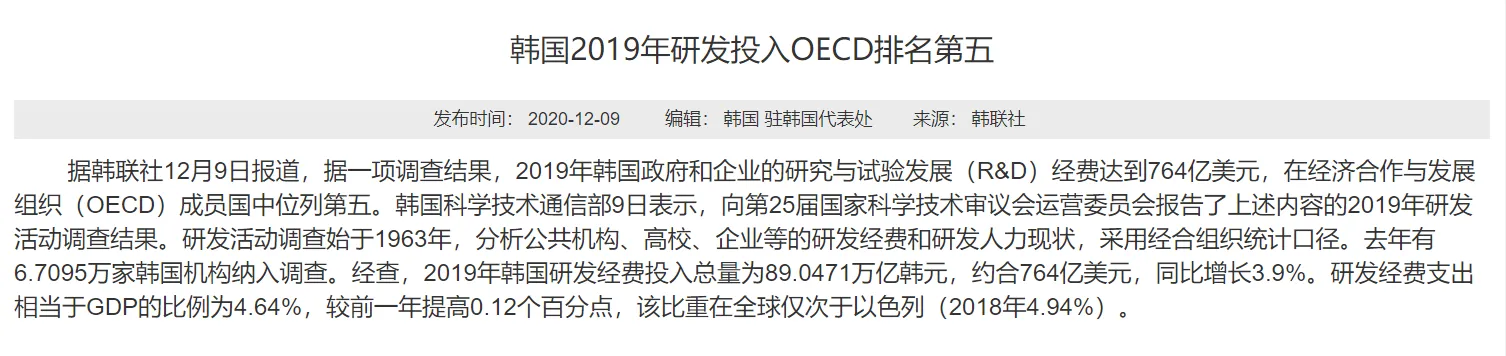 韩国2019年研发投入OECD排名第五
发布时间： 2020-12-09 编辑： 韩国 驻韩国代表处 来源： 韩联社
据韩联社12月9日报道，据一项调查结果，2019年韩国政府和企业的研究与试验发展（R&D）经费达到764亿美元，在经济合作与发展
组织（OECD）成员国中位列第五。韩国科学技术通信部9日表示，向第25届国家科学技术审议会运营委员会报告了上述内容的2019年研发
活动调查结果。研发活动调查始于1963年，分析公共机构、高校、企业等的研发经费和研发人力现状，采用经合组织统计口径。去年有
6.7095万家韩国机构纳入调查。经查，2019年韩国研发经费投入总量为89.0471万亿韩元，约合764亿美元，同比增长3.9%。研发经费支出
相当于GDP的比例为4.64%，较前一年提高0.12个百分点，该比重在全球仅次于以色列（2018年4.94%）。